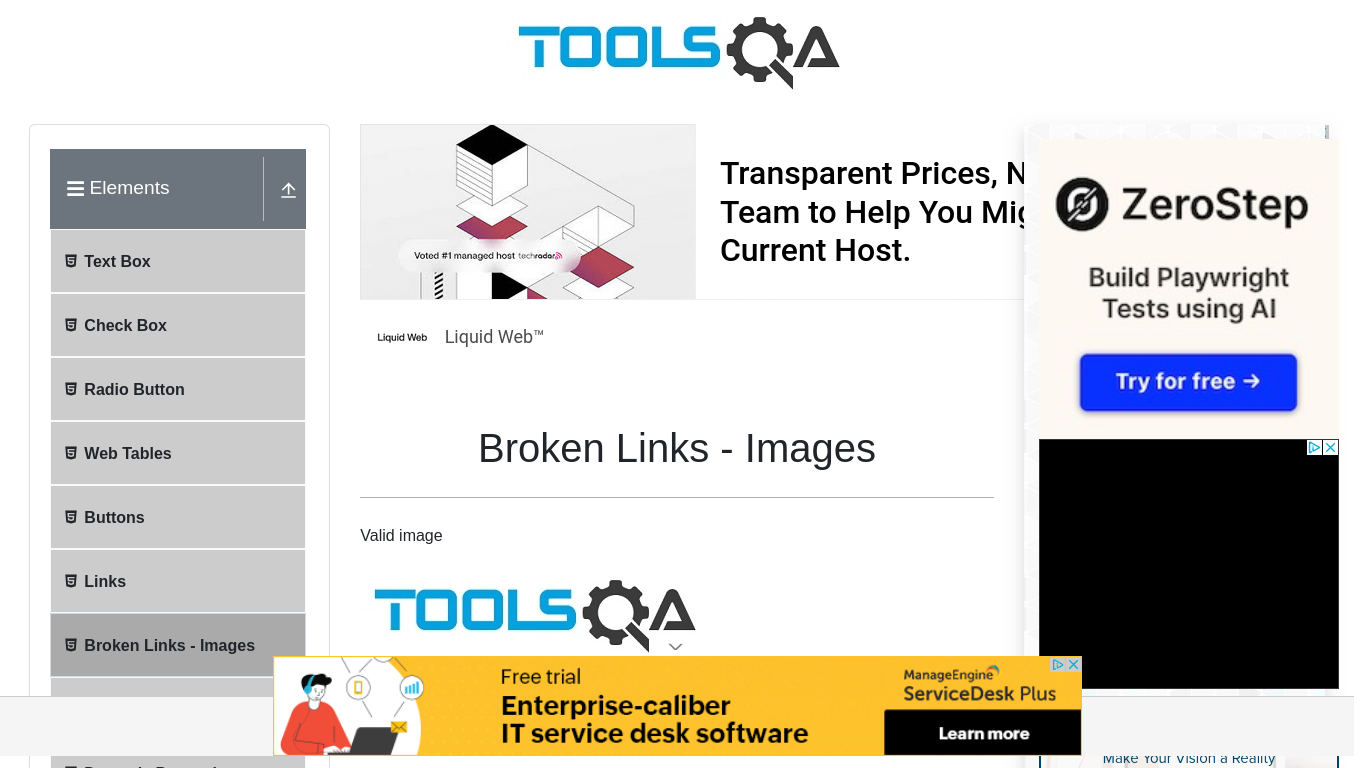 TOOLSQA
Elements
Text Box
Check Box
Radio Button
Web Tables
Buttons
Links
Broken Links - Images
Voted #1 managed host techradar
Transparent Prices, N
Team to Help You Mig
Current Host.
Liquid Web
Liquid Web™
Broken Links - Images
Valid image
TOOLSQA
ZeroStep
Build Playwright
Tests using AI
Try for free →
Free trial
Enterprise-caliber
IT service desk software
ManageEngine
ServiceDesk Plus
Learn more
Make Your Vision a Reality